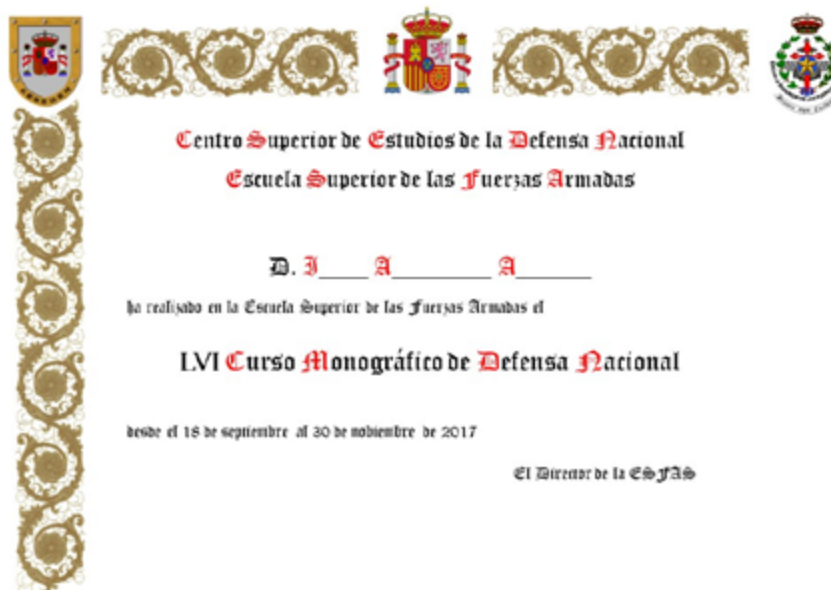 Centro Superior de Estudios de la Defensa Nacional
Escuela Superior de las Fuerzas Armadas
D. I____ A________ A______
ha realizado en la Escuela Superior de las Fuerzas Armadas el
LVI Curso Monográfico de Defensa Nacional
desde el 18 de septiembre al 30 de nobiembre de 2017
El Director de la ESFAS